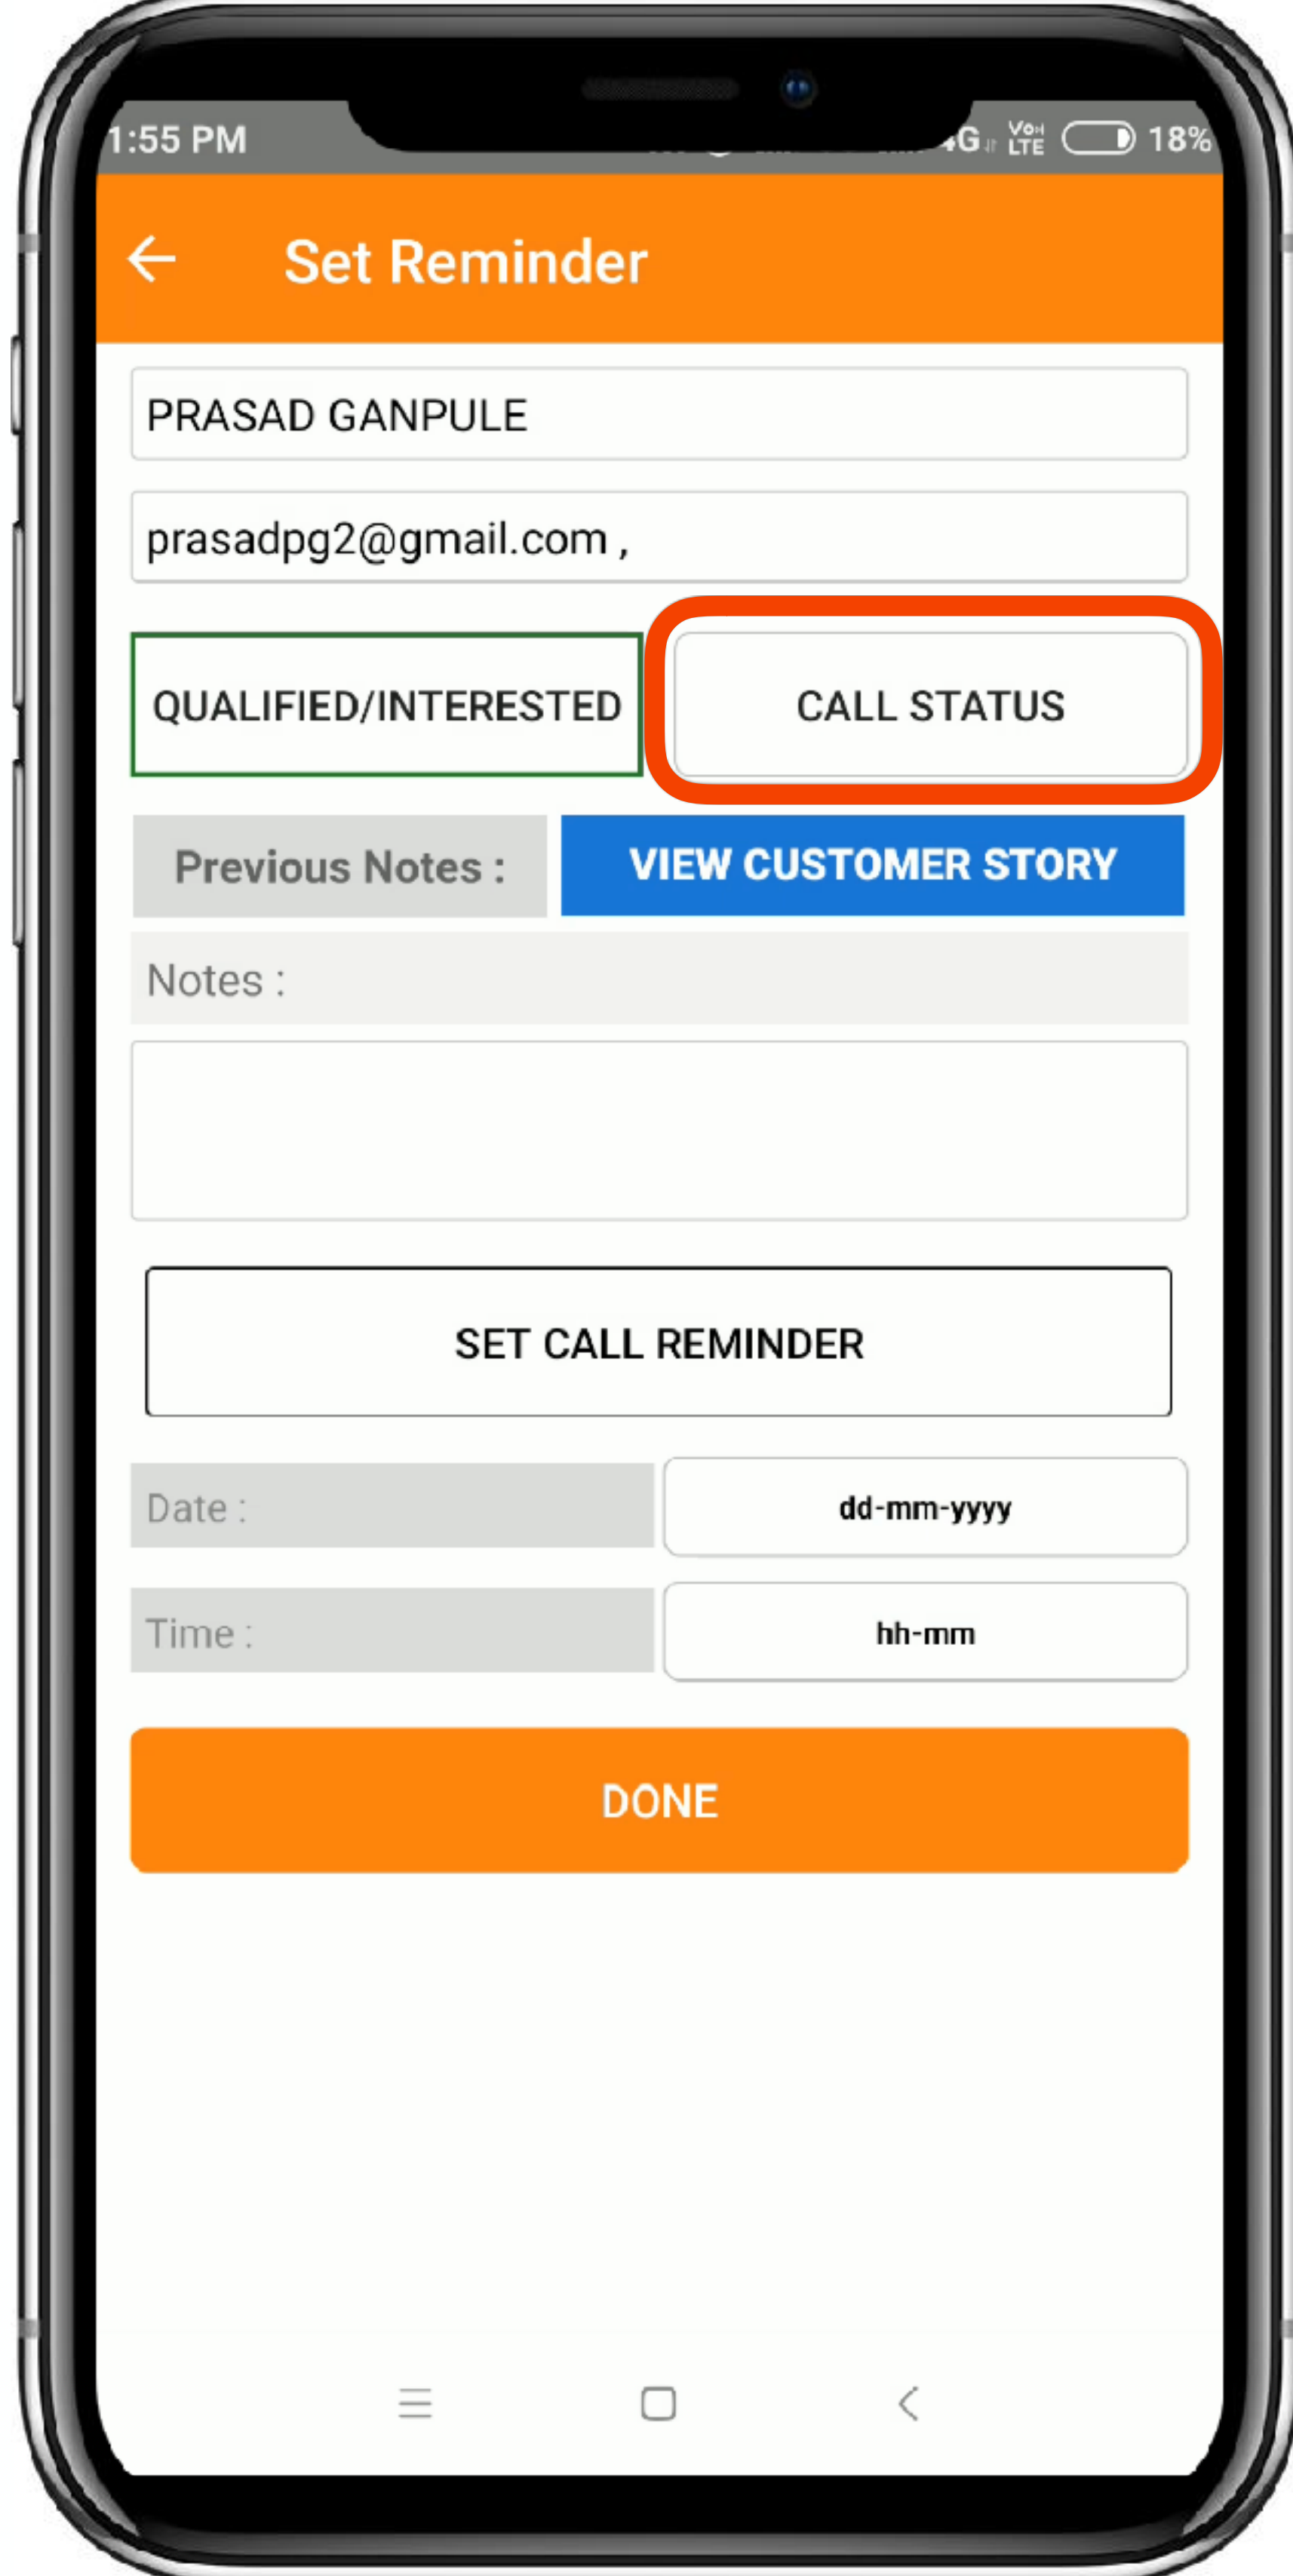 1:55 PM 4G VoLTE 18%
Set Reminder
PRASAD GANPULE
prasadpg2@gmail.com ,
QUALIFIED/INTERESTED CALL STATUS
Previous Notes : VIEW CUSTOMER STORY
Notes :
SET CALL REMINDER
Date : dd-mm-yyyy
Time : hh-mm
DONE